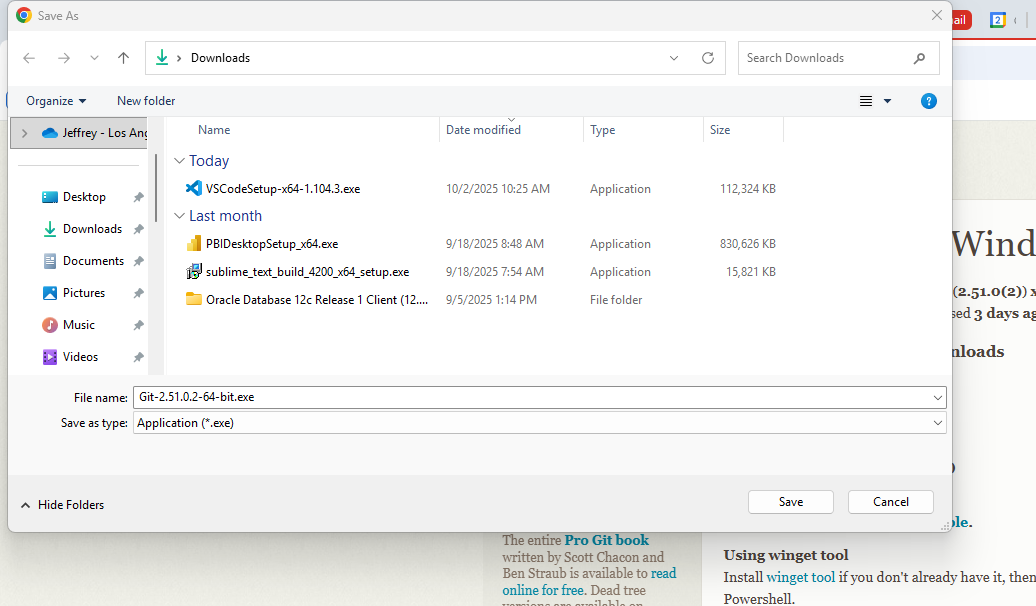 Save As
ail
2
Downloads
Search Downloads
Organize
New folder
?
Jeffrey - Los Ang
Desktop
Downloads
Documents
Pictures
Music
Videos
Name Date modified Type Size
Today
VSCodeSetup-x64-1.104.3.exe 10/2/2025 10:25 AM Application 112,324 KB
Last month
PBIDesktopSetup_x64.exe 9/18/2025 8:48 AM Application 830,626 KB
sublime_text_build_4200_x64_setup.exe 9/18/2025 7:54 AM Application 15,821 KB
Oracle Database 12c Release 1 Client (12.... 9/5/2025 1:14 PM File folder
File name: Git-2.51.0.2-64-bit.exe
Save as type: Application (*.exe)
Hide Folders
Save
Cancel
Wind
(2.51.0(2)) x
sed 3 days ag
nloads
)
ble.
The entire Pro Git book
written by Scott Chacon and
Ben Straub is available to read
online for free. Dead tree
versions are available on
Using winget tool
Install winget tool if you don't already have it, then
Powershell.